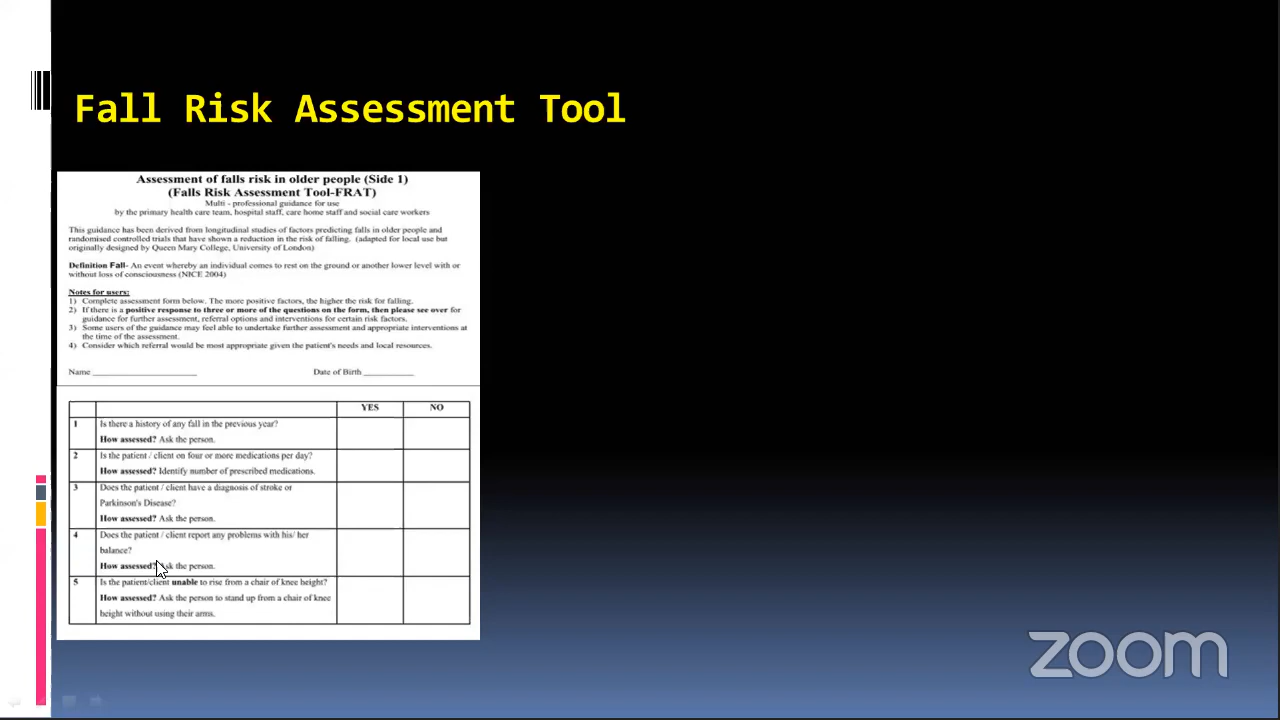 Fall Risk Assessment Tool
Assessment of falls risk in older people (Side 1)
(Falls Risk Assessment Tool-FRAT)
Multi - professional guidance for use
by the primary health care team, hospital staff, care home staff and social care workers
This guidance has been derived from longitudinal studies of factors predicting falls in older people and
randomised controlled trials that have shown a reduction in the risk of falling. (adapted for local use but
originally designed by Queen Mary College, University of London)
Definition Fall- An event whereby an individual comes to rest on the ground or another lower level with or
without loss of consciousness (NICE 2004)
Notes for users:
1) Complete assessment form below. The more positive factors, the higher the risk for falling.
2) If there is a positive response to three or more of the questions on the form, then please see over for
guidance for further assessment, referral options and interventions for certain risk factors.
3) Some users of the guidance may feel able to undertake further assessment and appropriate interventions at
the time of the assessment.
4) Consider which referral would be most appropriate given the patient's needs and local resources.
Name ______________________ Date of Birth __________
YES NO
1 Is there a history of any fall in the previous year?
How assessed? Ask the person.
2 Is the patient / client on four or more medications per day?
How assessed? Identify number of prescribed medications.
3 Does the patient / client have a diagnosis of stroke or
Parkinson's Disease?
How assessed? Ask the person.
4 Does the patient / client report any problems with his/ her
balance?
How assessed? Ask the person.
5 Is the patient/client unable to rise from a chair of knee height?
How assessed? Ask the person to stand up from a chair of knee
height without using their arms.
zoom